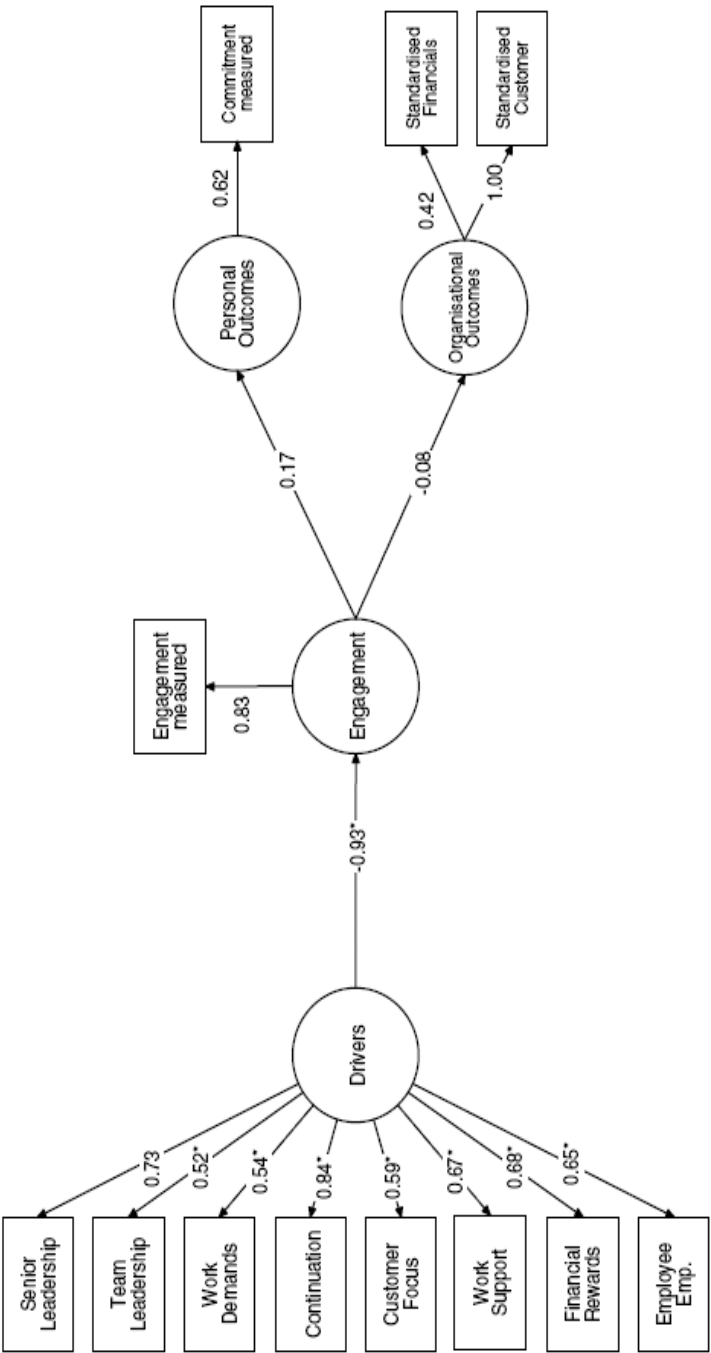 Senior
Leadership
Team
Leadership
Work
Demands
Continuation
Customer
Focus
Work
Support
Financial
Rewards
Employee
Emp.
0.73
0.52*
0.54*
0.84*
0.59*
0.67*
0.68*
0.65*
Drivers
-0.93*
Engagement
measured
0.83
Engagement
0.17
-0.08
Personal
Outcomes
Organisational
Outcomes
0.62
0.42
1.00
Commitment
measured
Standardised
Financials
Standardised
Customer